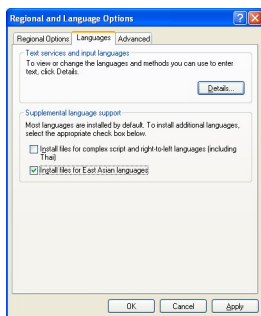 Regional and Language Options
Regional Options Languages Advanced
Text services and input languages
To view or change the languages and methods you can use to enter
text, click Details.
Details...
Supplemental language support
Most languages are installed by default. To install additional languages,
select the appropriate check box below.
Install files for complex script and right-to-left languages (including
Thai)
Install files for East Asian languages
OK Cancel Apply